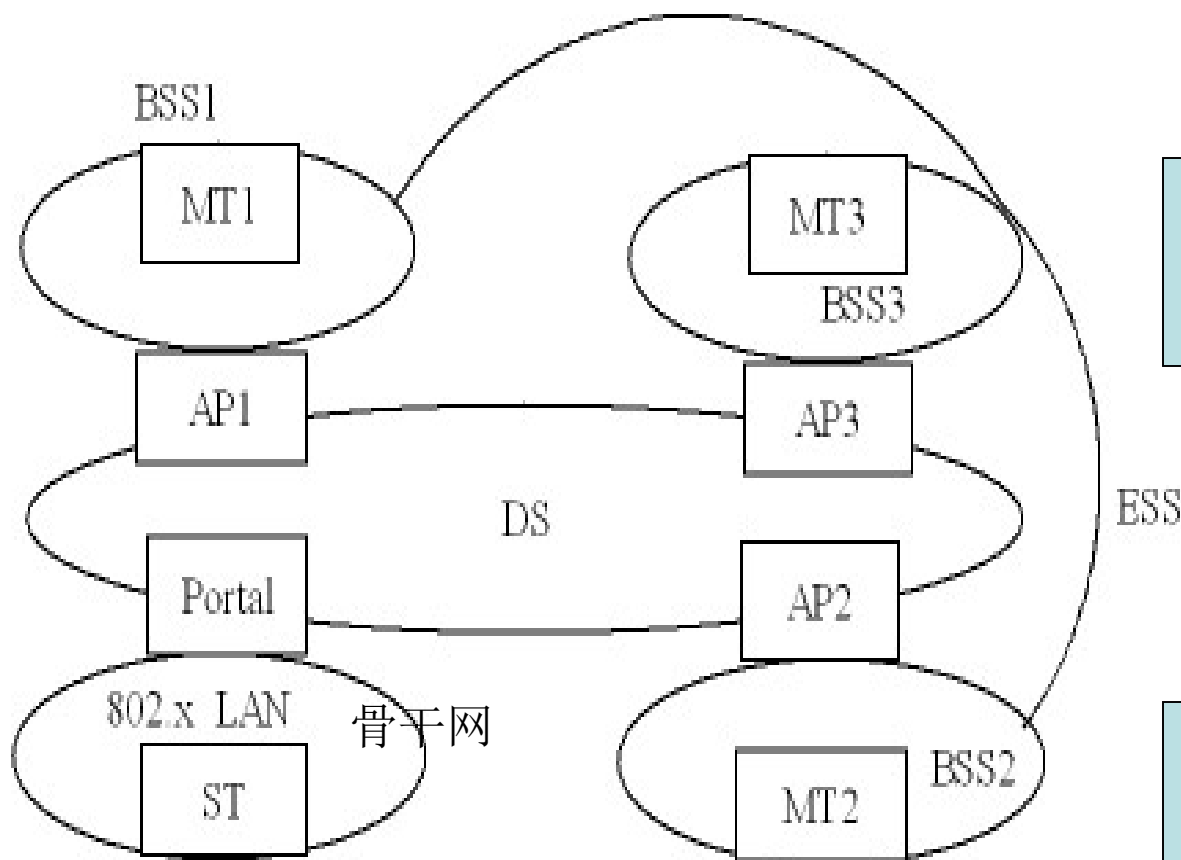 BSS1
MT1
MT3
BSS3
AP1
AP3
DS
ESS
Portal
AP2
802.x LAN
骨干网
ST
MT2
BSS2